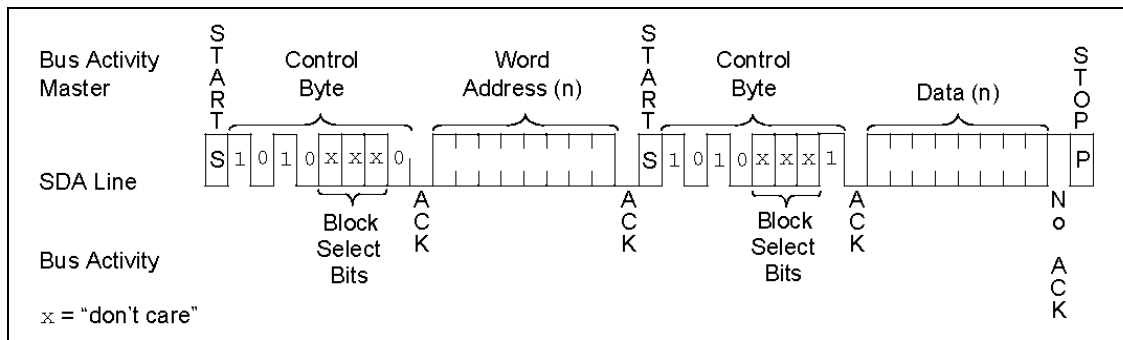 Bus Activity
Master
START
Control
Byte
Word
Address (n)
START
Control
Byte
Data (n)
STOP
SDA Line
S 1 0 1 0 x x x 0
S 1 0 1 0 x x x 1
P
Block
Select
Bits
ACK
ACK
Block
Select
Bits
ACK
No ACK
Bus Activity
x = “don't care”